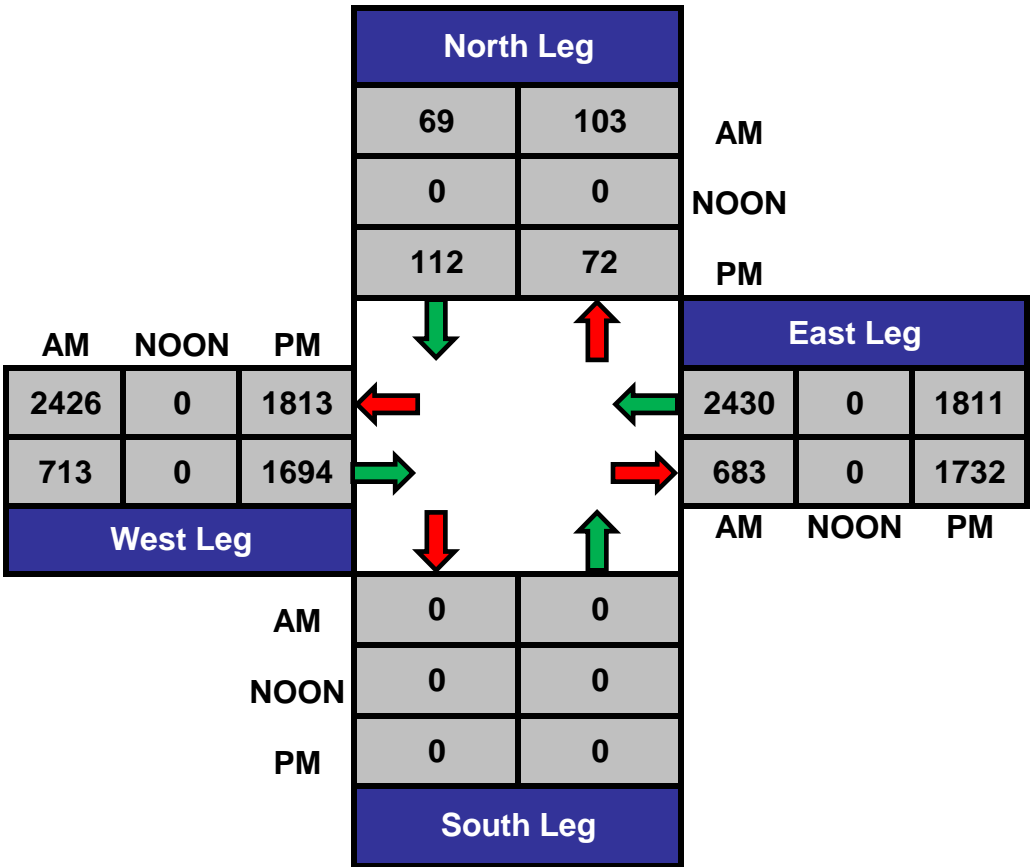 North Leg
69 103 AM
0 0 NOON
112 72 PM
AM NOON PM East Leg
2426 0 1813 2430 0 1811
713 0 1694 683 0 1732
West Leg AM NOON PM
AM 0 0
NOON 0 0
PM 0 0
South Leg